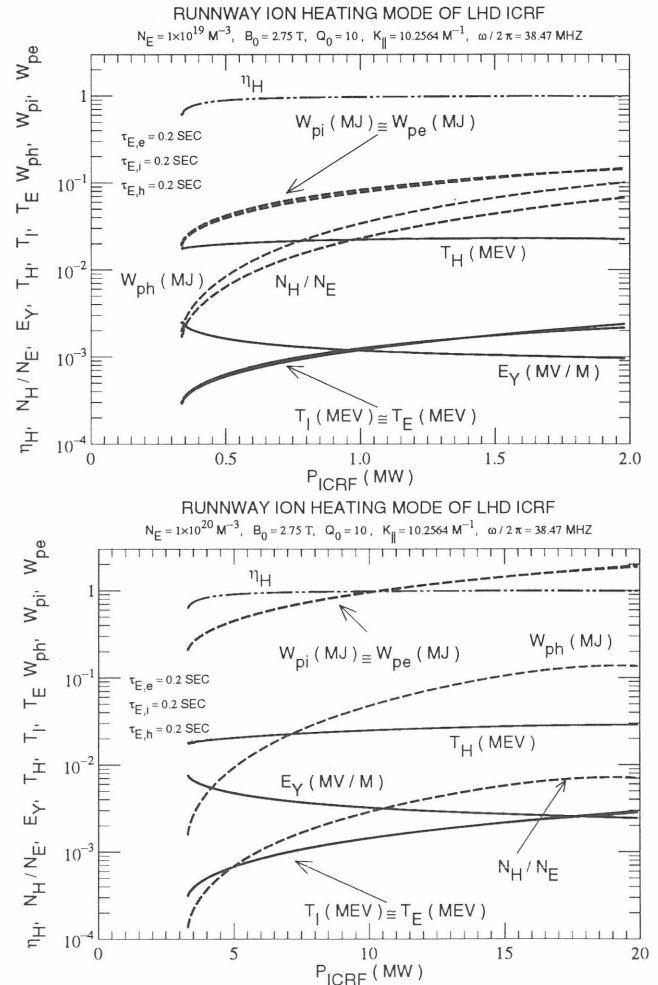 RUNNWAY ION HEATING MODE OF LHD ICRF
N_E = 1×10^19 M^-3, B_0 = 2.75 T, Q_0 = 10, K_|| = 10.2564 M^-1, ω/2π = 38.47 MHZ
η_H, N_H/N_E, E_Y, T_H, T_I, T_E W_ph, W_pi, W_pe
1
10^-1
10^-2
10^-3
10^-4
η_H
W_pi (MJ) ≅ W_pe (MJ)
τ_E,e = 0.2 SEC
τ_E,i = 0.2 SEC
τ_E,h = 0.2 SEC
T_H (MEV)
W_ph (MJ)
N_H / N_E
E_Y (MV / M)
T_I (MEV) ≅ T_E (MEV)
0 0.5 1.0 1.5 2.0
P_ICRF (MW)
RUNNWAY ION HEATING MODE OF LHD ICRF
N_E = 1×10^20 M^-3, B_0 = 2.75 T, Q_0 = 10, K_|| = 10.2564 M^-1, ω/2π = 38.47 MHZ
η_H, N_H/N_E, E_Y, T_H, T_I, T_E W_ph, W_pi, W_pe
1
10^-1
10^-2
10^-3
10^-4
η_H
W_pi (MJ) ≅ W_pe (MJ)
W_ph (MJ)
τ_E,e = 0.2 SEC
τ_E,i = 0.2 SEC
τ_E,h = 0.2 SEC
T_H (MEV)
E_Y (MV / M)
N_H / N_E
T_I (MEV) ≅ T_E (MEV)
0 5 10 15 20
P_ICRF (MW)